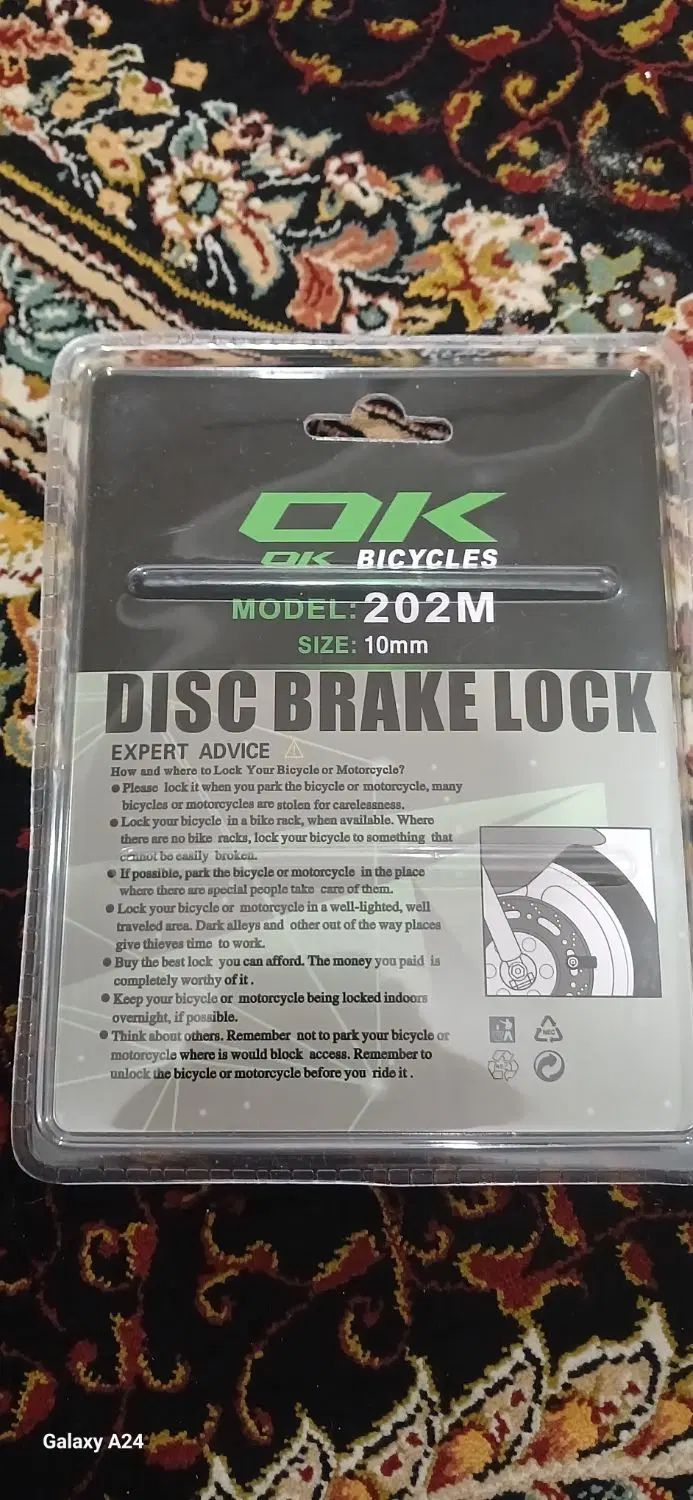 OK
OK BICYCLES
MODEL: 202M
SIZE: 10mm
DISC BRAKE LOCK
EXPERT ADVICE
How and where to Lock Your Bicycle or Motorcycle?
● Please lock it when you park the bicycle or motorcycle, many
bicycles or motorcycles are stolen for carelessness.
● Lock your bicycle in a bike rack, when available. Where
there are no bike racks, lock your bicycle to something that
cannot be easily broken.
● If possible, park the bicycle or motorcycle in the place
where there are special people take care of them.
● Lock your bicycle or motorcycle in a well-lighted, well
traveled area. Dark alleys and other out of the way places
give thieves time to work.
● Buy the best lock you can afford. The money you paid is
completely worthy of it.
● Keep your bicycle or motorcycle being locked indoors
overnight, if possible.
● Think about others. Remember not to park your bicycle or
motorcycle where is would block access. Remember to
unlock the bicycle or motorcycle before you ride it.
Galaxy A24